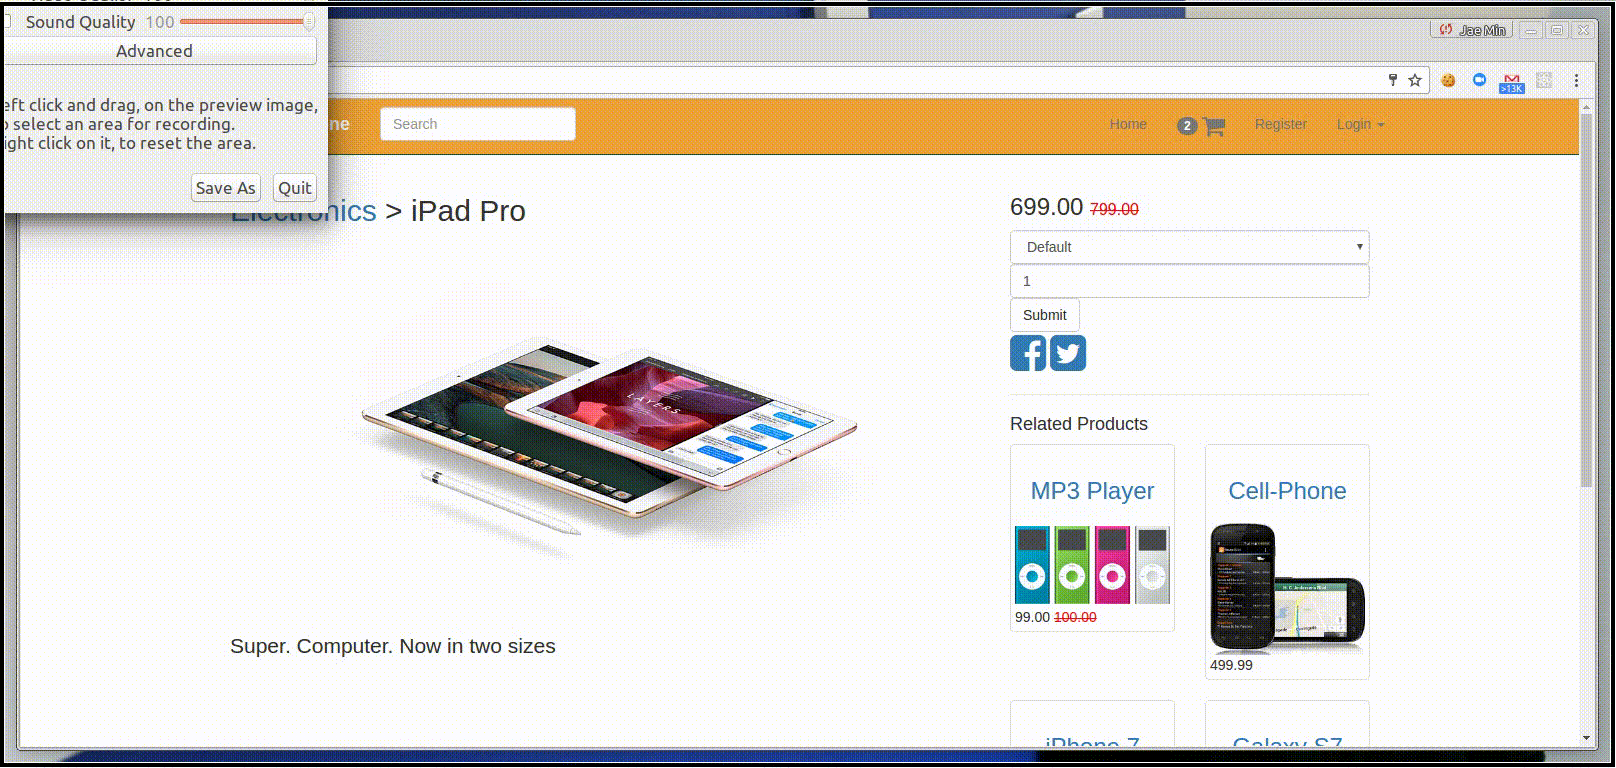 Sound Quality 100
Advanced
eft click and drag, on the preview image,
o select an area for recording.
ight click on it, to reset the area.
Save As Quit
Jae Min
>13K
ne
Search
Home
2
Register
Login
Electronics > iPad Pro
699.00 799.00
Default
1
Submit
LAYERS
Super. Computer. Now in two sizes
Related Products
MP3 Player
99.00 100.00
Cell-Phone
499.99
iPhone 7
Galaxy S7